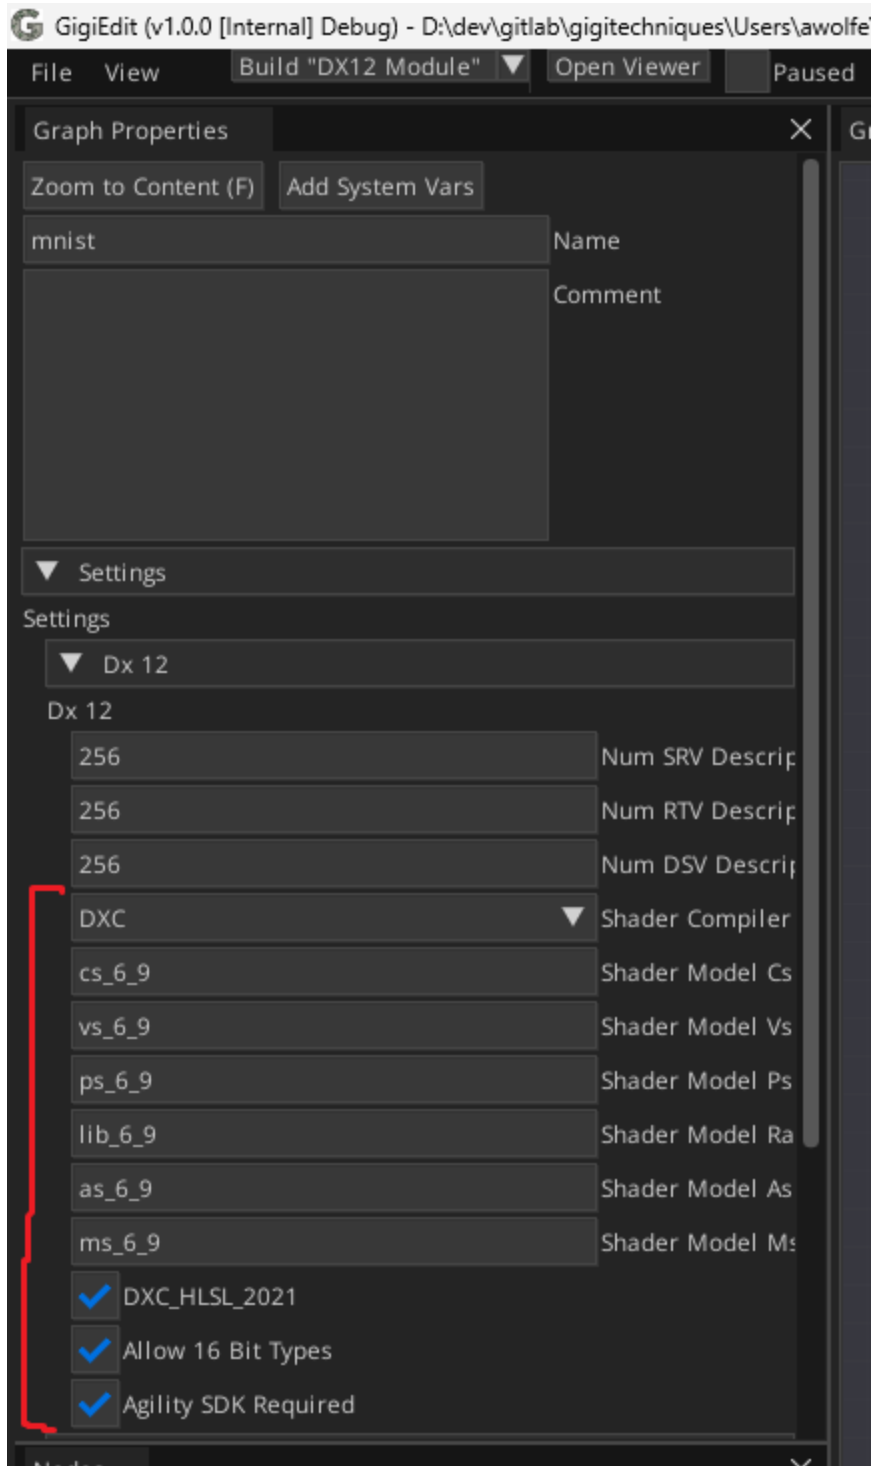 GigiEdit (v1.0.0 [Internal] Debug) - D:\dev\gitlab\gigitechniques\Users\awolfe
File View Build "DX12 Module" Open Viewer Paused
Graph Properties
Zoom to Content (F) Add System Vars
mnist Name
Comment
Settings
Settings
Dx 12
Dx 12
256 Num SRV Descrip
256 Num RTV Descrip
256 Num DSV Descrip
DXC Shader Compiler
cs_6_9 Shader Model Cs
vs_6_9 Shader Model Vs
ps_6_9 Shader Model Ps
lib_6_9 Shader Model Ra
as_6_9 Shader Model As
ms_6_9 Shader Model Ms
DXC_HLSL_2021
Allow 16 Bit Types
Agility SDK Required